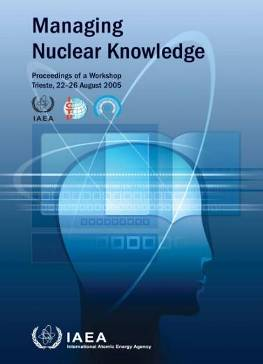 Managing
Nuclear Knowledge
Proceedings of a Workshop
Trieste, 22–26 August 2005
IAEA
IAEA
International Atomic Energy Agency